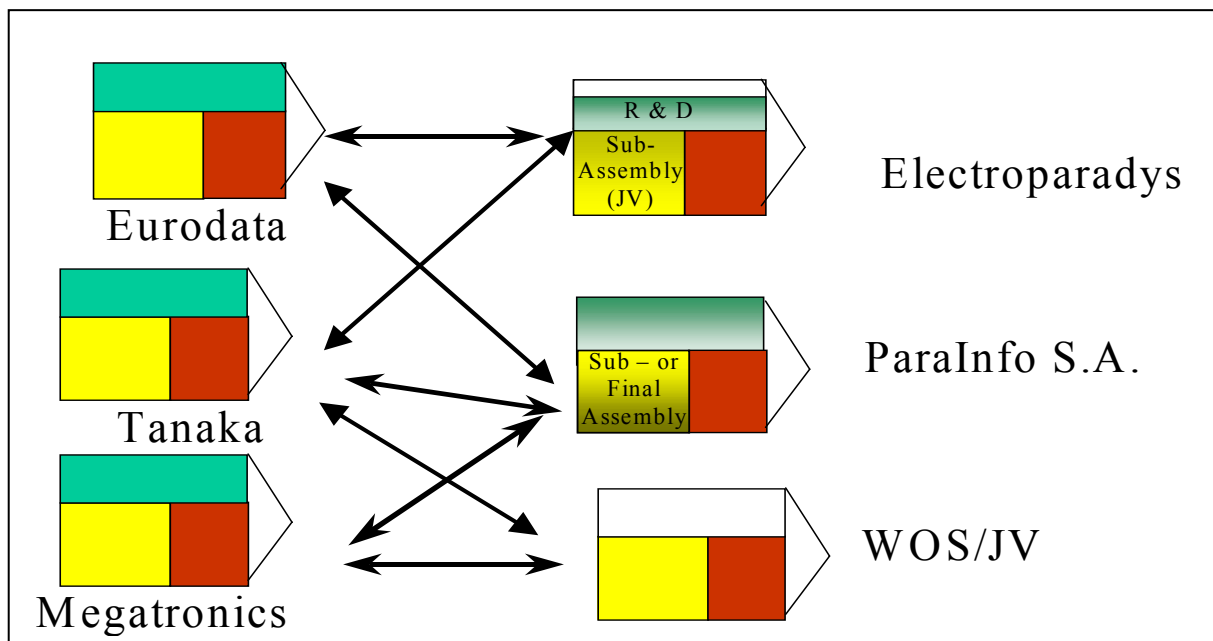 Eurodata
Tanaka
Megatronics
R & D
Sub-
Assembly
(JV)
Electroparadys
Sub – or
Final
Assembly
ParaInfo S.A.
WOS/JV